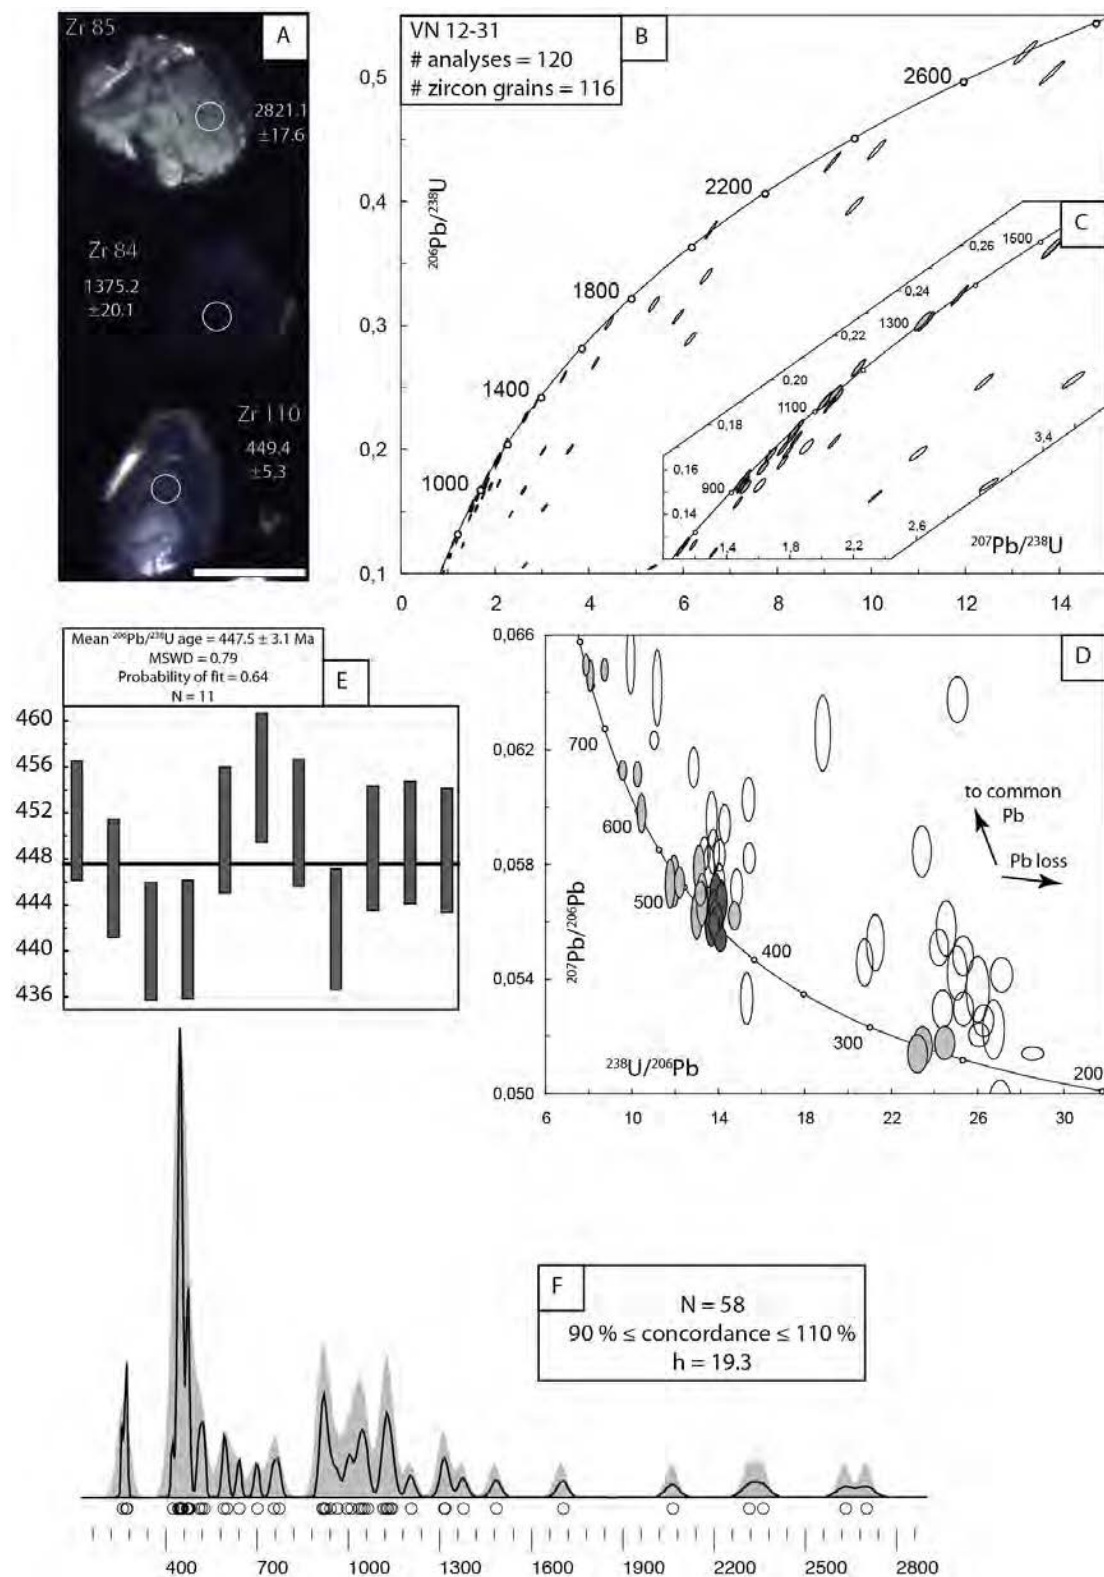 Zr 85
A
2821.1
±17.6
Zr 84
1375.2
±20.1
Zr 110
449.4
±5,3
VN 12-31
# analyses = 120
# zircon grains = 116
B
0,5
0,4
0,3
0,2
0,1
²⁰⁶Pb/²³⁸U
2600
2200
1800
1400
1000
0 2 4 6 8 10 12 14
C
1500
0,26
0,24
1300
0,22
0,20
1100
0,18
0,16
900
0,14
1,4 1,8 2,2
2,6
3,4
²⁰⁷Pb/²³⁸U
Mean ²⁰⁶Pb/²³⁸U age = 447.5 ± 3.1 Ma
MSWD = 0.79
Probability of fit = 0.64
N = 11
E
460
456
452
448
444
440
436
D
0,066
0,062
0,058
0,054
0,050
²⁰⁷Pb/²⁰⁶Pb
700
600
500
400
300
200
to common
Pb
Pb loss
²³⁸U/²⁰⁶Pb
6 10 14 18 22 26 30
F
N = 58
90 % ≤ concordance ≤ 110 %
h = 19.3
400 700 1000 1300 1600 1900 2200 2500 2800